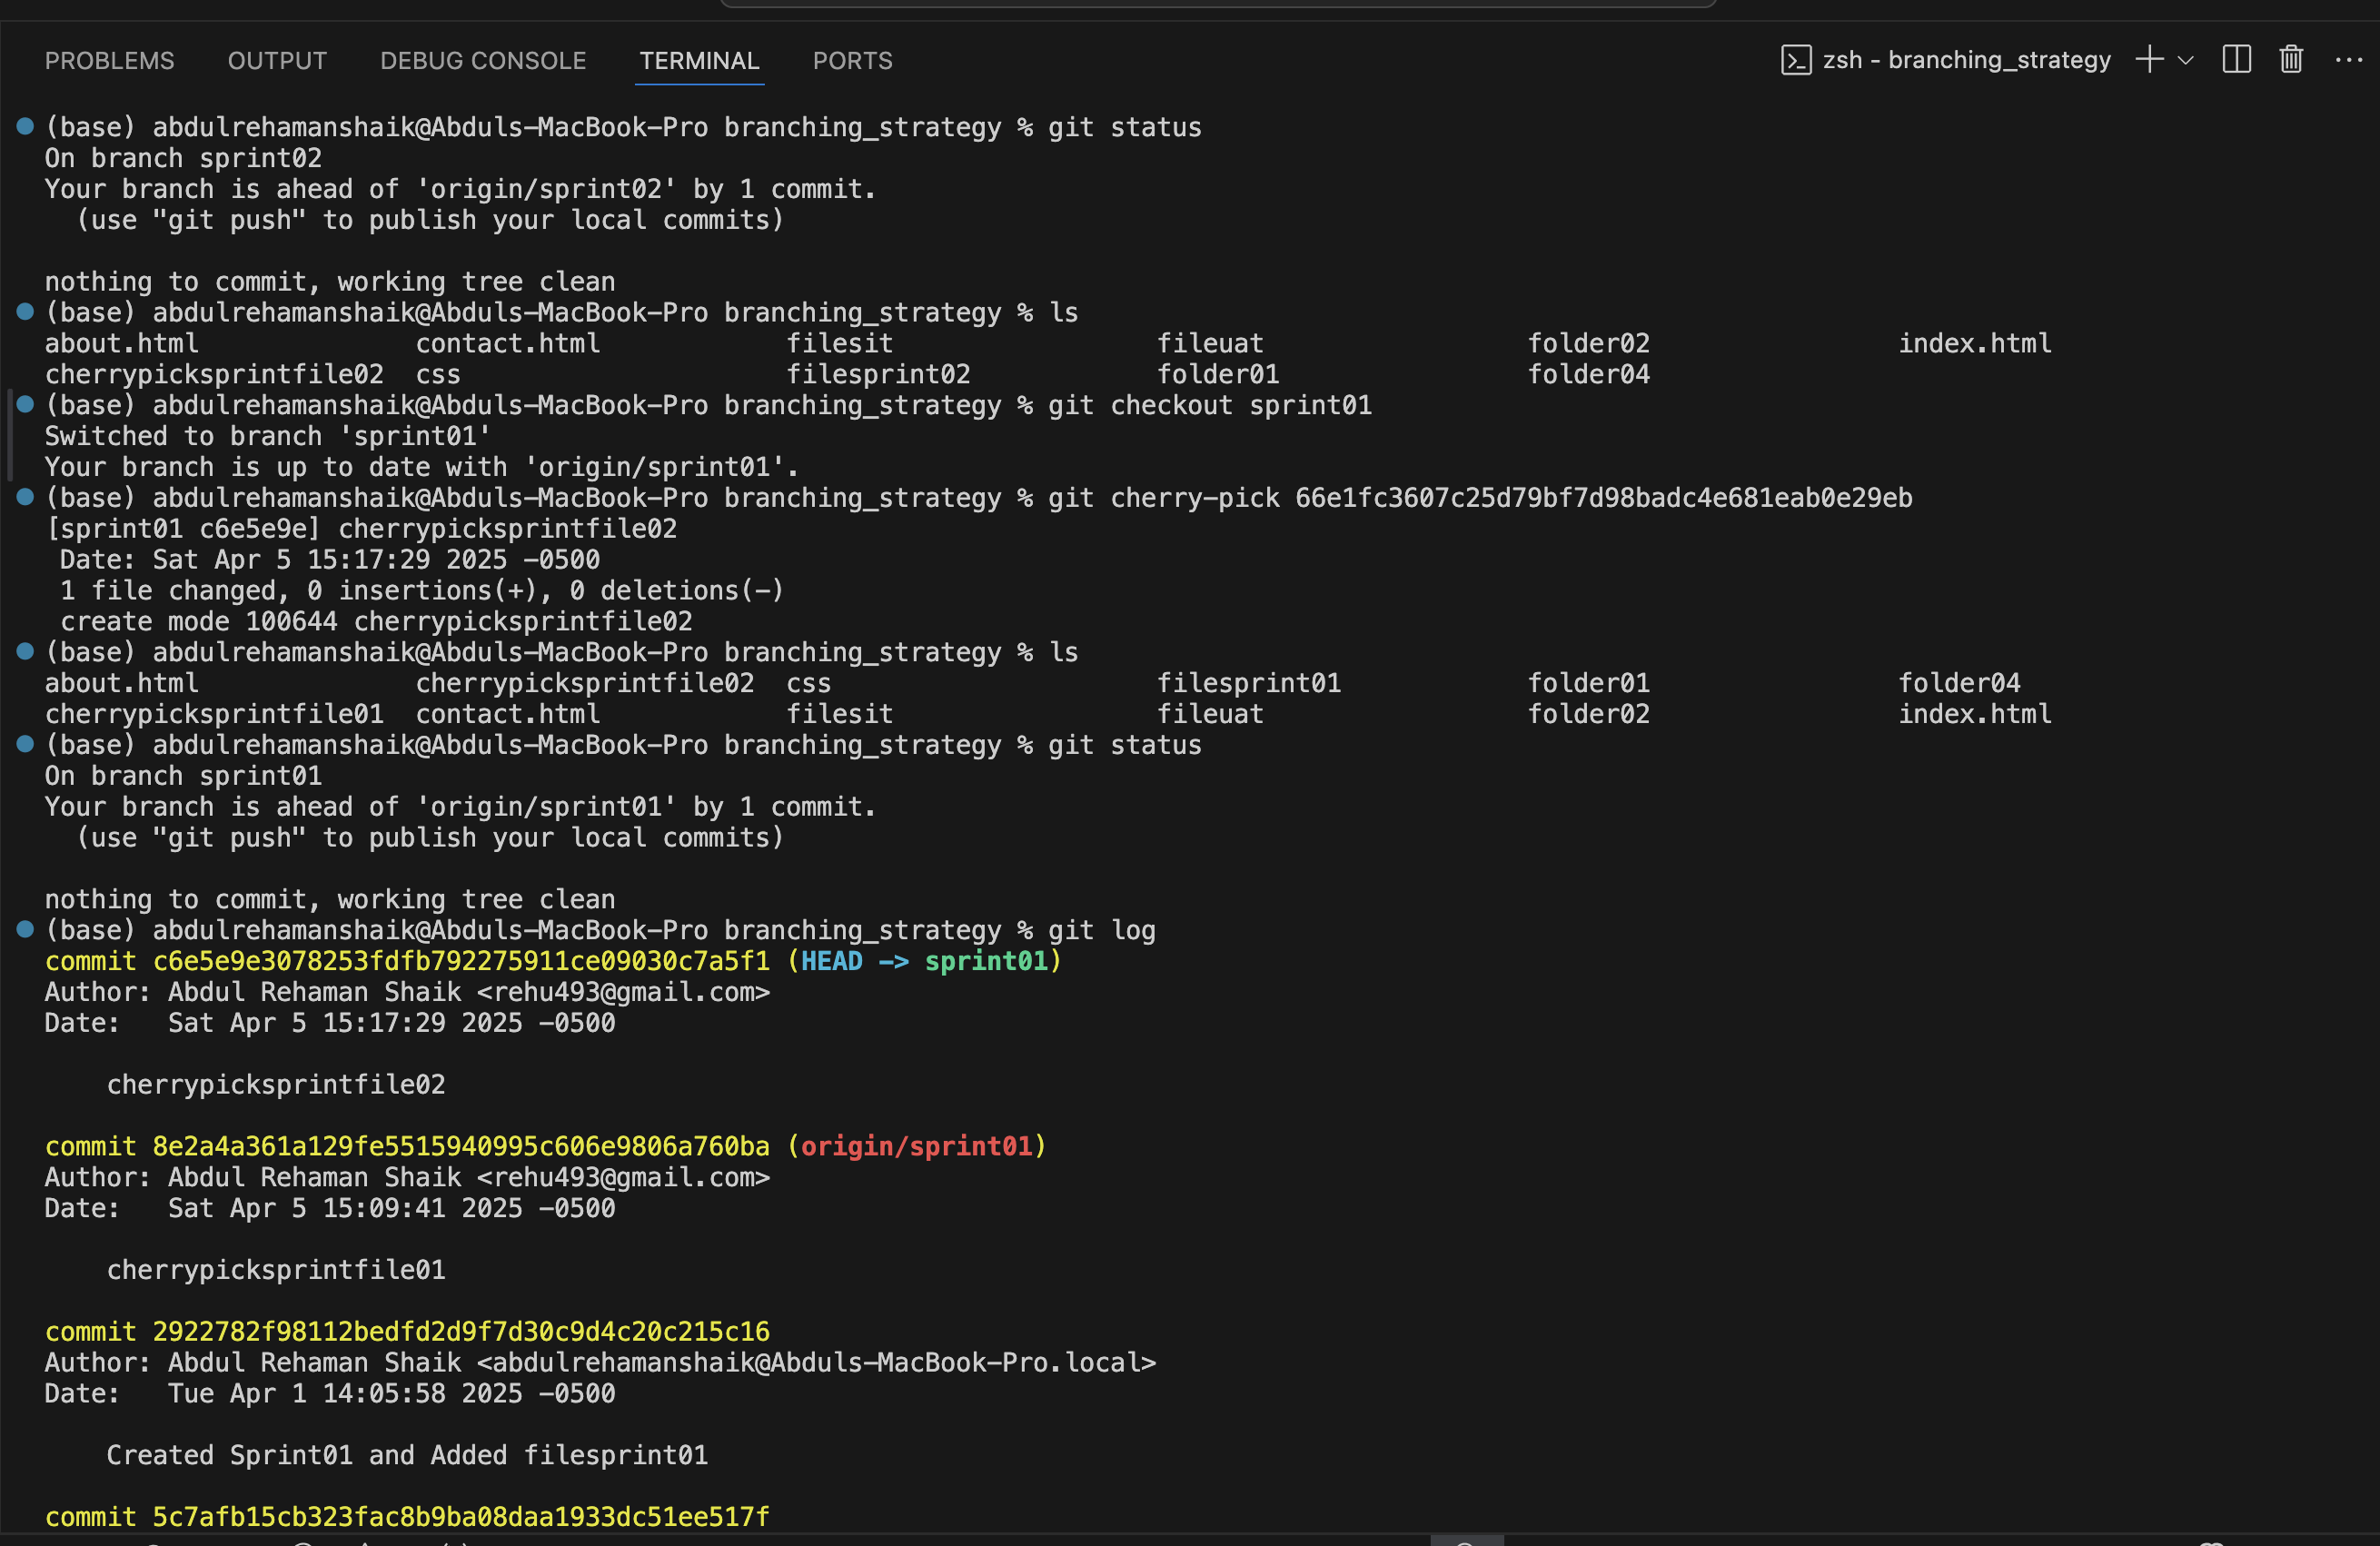 PROBLEMS OUTPUT DEBUG CONSOLE TERMINAL PORTS zsh - branching_strategy
(base) abdulrehamanshaik@Abduls-MacBook-Pro branching_strategy % git status
On branch sprint02
Your branch is ahead of 'origin/sprint02' by 1 commit.
(use "git push" to publish your local commits)
nothing to commit, working tree clean
(base) abdulrehamanshaik@Abduls-MacBook-Pro branching_strategy % ls
about.html contact.html filesit fileuat folder02 index.html
cherrypicksprintfile02 css filesprint02 folder01 folder04
(base) abdulrehamanshaik@Abduls-MacBook-Pro branching_strategy % git checkout sprint01
Switched to branch 'sprint01'
Your branch is up to date with 'origin/sprint01'.
(base) abdulrehamanshaik@Abduls-MacBook-Pro branching_strategy % git cherry-pick 66e1fc3607c25d79bf7d98badc4e681eab0e29eb
[sprint01 c6e5e9e] cherrypicksprintfile02
Date: Sat Apr 5 15:17:29 2025 -0500
1 file changed, 0 insertions(+), 0 deletions(-)
create mode 100644 cherrypicksprintfile02
(base) abdulrehamanshaik@Abduls-MacBook-Pro branching_strategy % ls
about.html cherrypicksprintfile02 css filesprint01 folder01 folder04
cherrypicksprintfile01 contact.html filesit fileuat folder02 index.html
(base) abdulrehamanshaik@Abduls-MacBook-Pro branching_strategy % git status
On branch sprint01
Your branch is ahead of 'origin/sprint01' by 1 commit.
(use "git push" to publish your local commits)
nothing to commit, working tree clean
(base) abdulrehamanshaik@Abduls-MacBook-Pro branching_strategy % git log
commit c6e5e9e3078253fdfb792275911ce09030c7a5f1 (HEAD -> sprint01)
Author: Abdul Rehaman Shaik <rehu493@gmail.com>
Date: Sat Apr 5 15:17:29 2025 -0500
cherrypicksprintfile02
commit 8e2a4a361a129fe5515940995c606e9806a760ba (origin/sprint01)
Author: Abdul Rehaman Shaik <rehu493@gmail.com>
Date: Sat Apr 5 15:09:41 2025 -0500
cherrypicksprintfile01
commit 2922782f98112bedfd2d9f7d30c9d4c20c215c16
Author: Abdul Rehaman Shaik <abdulrehamanshaik@Abduls-MacBook-Pro.local>
Date: Tue Apr 1 14:05:58 2025 -0500
Created Sprint01 and Added filesprint01
commit 5c7afb15cb323fac8b9ba08daa1933dc51ee517f